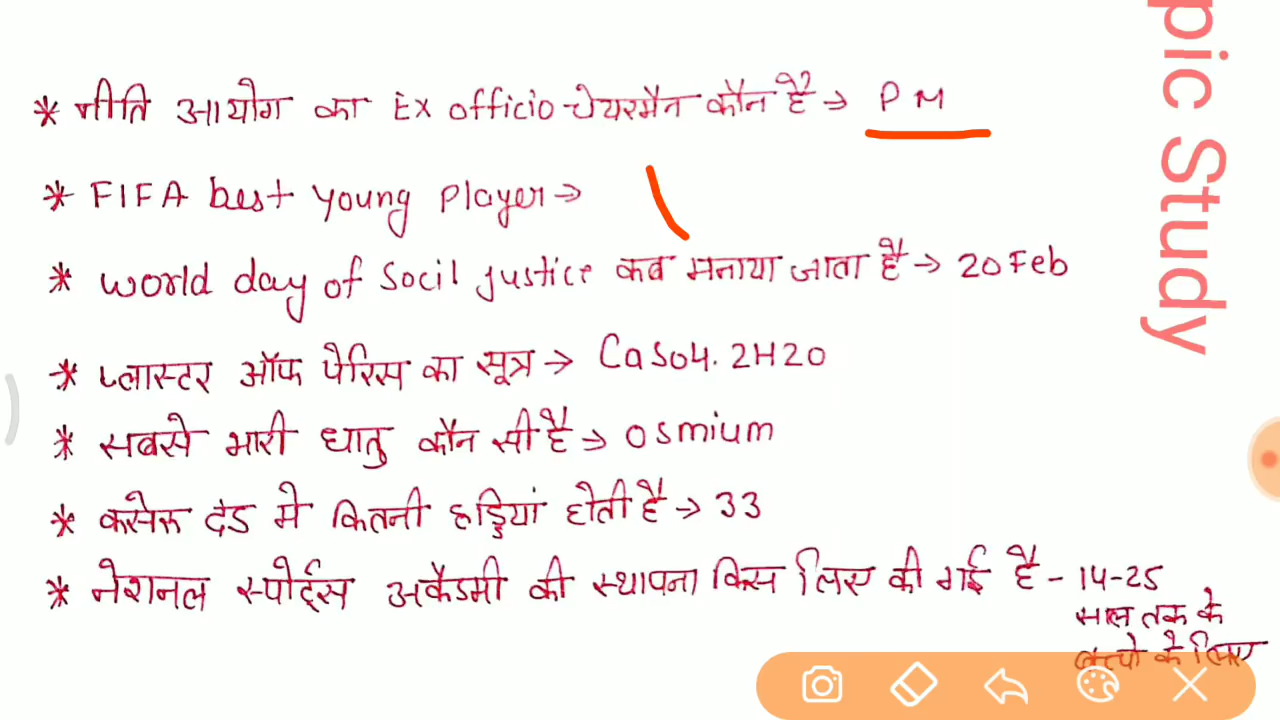 * नीति आयोग का Ex officio चेयरमैन कौन है → PM
* FIFA best young player →
* world day of Socil justice कब मनाया जाता है → 20 Feb
* प्लास्टर ऑफ पेरिस का सूत्र → CaSO4. 2H2O
* सबसे भारी धातु कौन सी है → osmium
* कसेरू दंड में कितनी हड्डियां होती है → 33
* नेशनल स्पोर्ट्स अकैडमी की स्थापना किस लिए की गई है - 14-25
साल तक के
बच्चो के लिए
pic Study